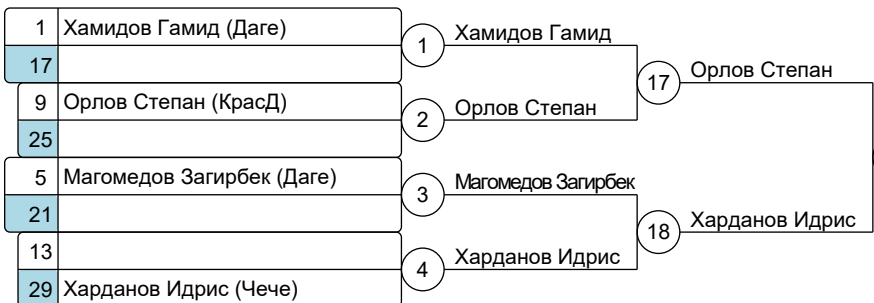 1 Хамидов Гамид (Даге)
17
1 Хамидов Гамид
9 Орлов Степан (КрасД)
25
2 Орлов Степан
17 Орлов Степан
5 Магомедов Загирбек (Даге)
21
3 Магомедов Загирбек
13
29 Харданов Идрис (Чече)
4 Харданов Идрис
18 Харданов Идрис